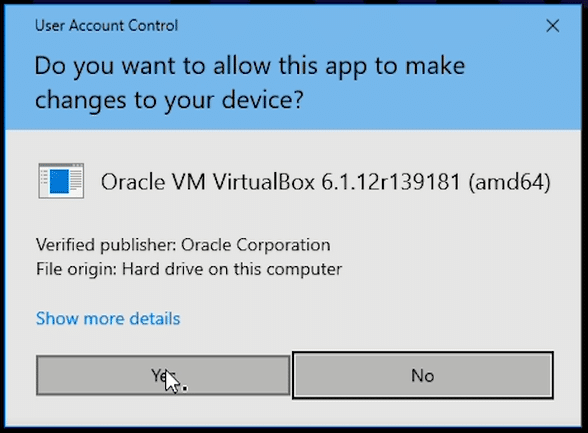 User Account Control
Do you want to allow this app to make
changes to your device?
Oracle VM VirtualBox 6.1.12r139181 (amd64)
Verified publisher: Oracle Corporation
File origin: Hard drive on this computer
Show more details
Yes
No